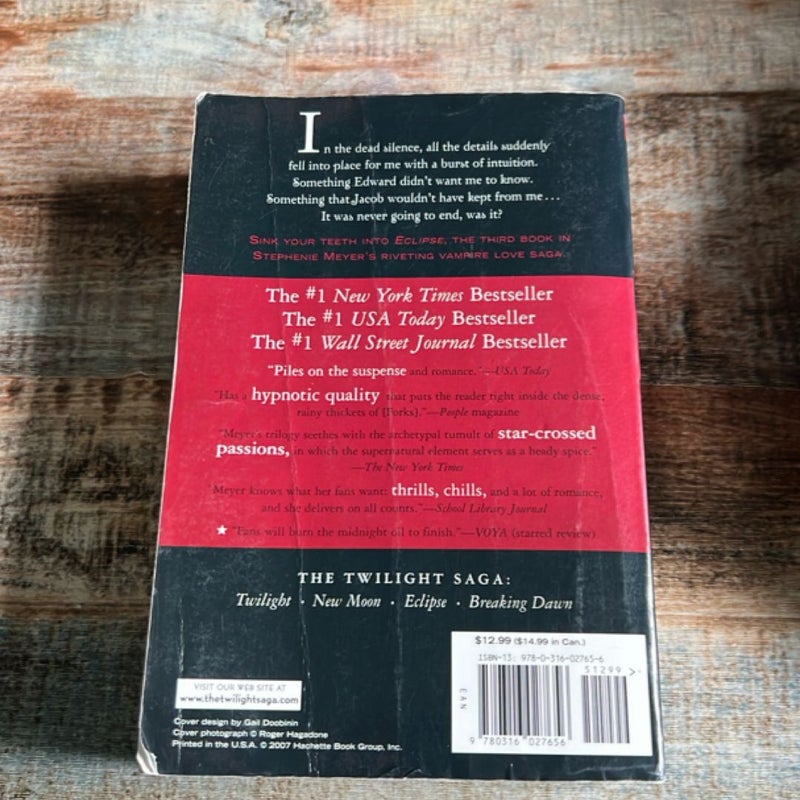 In the dead silence, all the details suddenly
fell into place for me with a burst of intuition.
Something Edward didn't want me to know.
Something that Jacob wouldn't have kept from me...
It was never going to end, was it?
SINK YOUR TEETH INTO ECLIPSE, THE THIRD BOOK IN
STEPHENIE MEYER'S RIVETING VAMPIRE LOVE SAGA.
The #1 New York Times Bestseller
The #1 USA Today Bestseller
The #1 Wall Street Journal Bestseller
"Piles on the suspense and romance."—USA Today
"Has a hypnotic quality that puts the reader right inside the dense,
rainy thickets of [Forks]."—People magazine
"Meyer's trilogy seethes with the archetypal tumult of star-crossed
passions, in which the supernatural element serves as a heady spice."
—The New York Times
"Meyer knows what her fans want: thrills, chills, and a lot of romance,
and she delivers on all counts."—School Library Journal
★ "Fans will burn the midnight oil to finish."—VOYA (starred review)
THE TWILIGHT SAGA:
Twilight · New Moon · Eclipse · Breaking Dawn
$12.99 ($14.99 in Can.)
ISBN-13: 978-0-316-02765-6
51299 >
EAN
9 780316 027656
VISIT OUR WEB SITE AT
www.thetwilightsaga.com
Cover design by Gail Doobinin
Cover photograph © Roger Hagadone
Printed in the U.S.A. © 2007 Hachette Book Group, Inc.